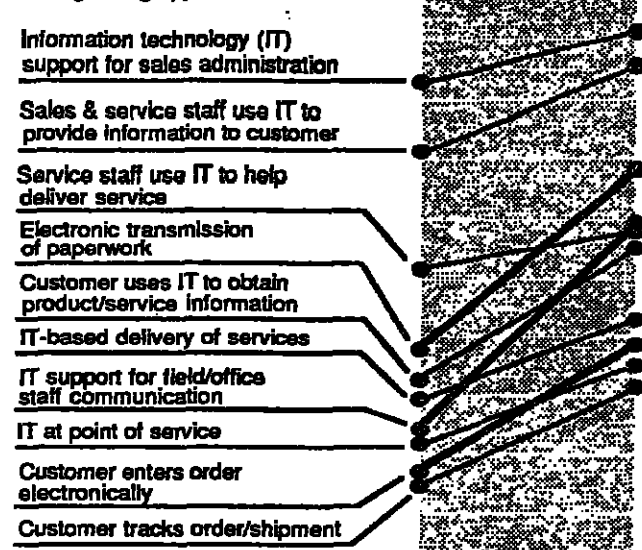 Information technology (IT)
support for sales administration
Sales & service staff use IT to
provide information to customer
Service staff use IT to help
deliver service
Electronic transmission
of paperwork
Customer uses IT to obtain
product/service information
IT-based delivery of services
IT support for field/office
staff communication
IT at point of service
Customer enters order
electronically
Customer tracks order/shipment